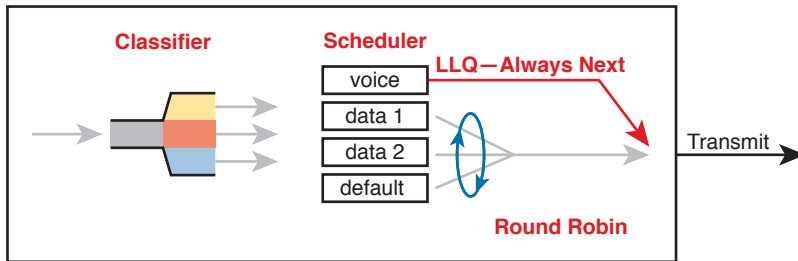 Classifier
Scheduler
LLQ—Always Next
voice
data 1
data 2
default
Transmit
Round Robin